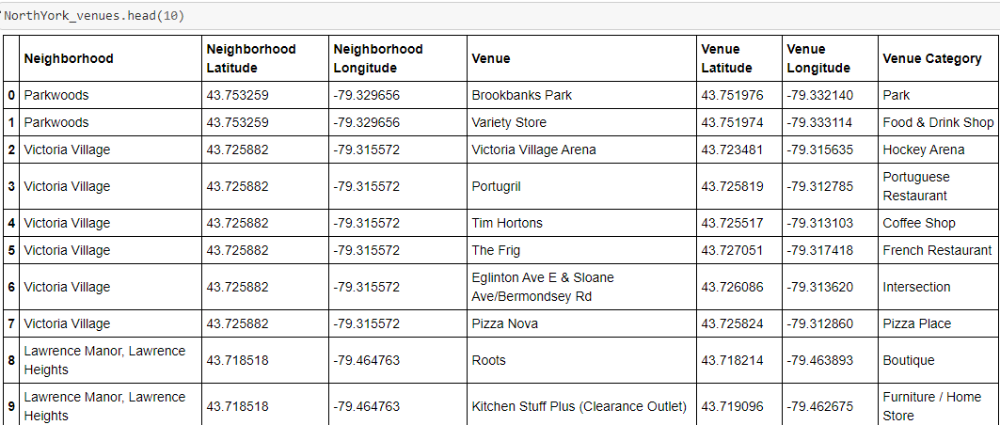 'NorthYork_venues.head(10)
Neighborhood Neighborhood Latitude Neighborhood Longitude Venue Venue Latitude Venue Longitude Venue Category
0 Parkwoods 43.753259 -79.329656 Brookbanks Park 43.751976 -79.332140 Park
1 Parkwoods 43.753259 -79.329656 Variety Store 43.751974 -79.333114 Food & Drink Shop
2 Victoria Village 43.725882 -79.315572 Victoria Village Arena 43.723481 -79.315635 Hockey Arena
3 Victoria Village 43.725882 -79.315572 Portugril 43.725819 -79.312785 Portuguese Restaurant
4 Victoria Village 43.725882 -79.315572 Tim Hortons 43.725517 -79.313103 Coffee Shop
5 Victoria Village 43.725882 -79.315572 The Frig 43.727051 -79.317418 French Restaurant
6 Victoria Village 43.725882 -79.315572 Eglinton Ave E & Sloane Ave/Bermondsey Rd 43.726086 -79.313620 Intersection
7 Victoria Village 43.725882 -79.315572 Pizza Nova 43.725824 -79.312860 Pizza Place
8 Lawrence Manor, Lawrence Heights 43.718518 -79.464763 Roots 43.718214 -79.463893 Boutique
9 Lawrence Manor, Lawrence Heights 43.718518 -79.464763 Kitchen Stuff Plus (Clearance Outlet) 43.719096 -79.462675 Furniture / Home Store